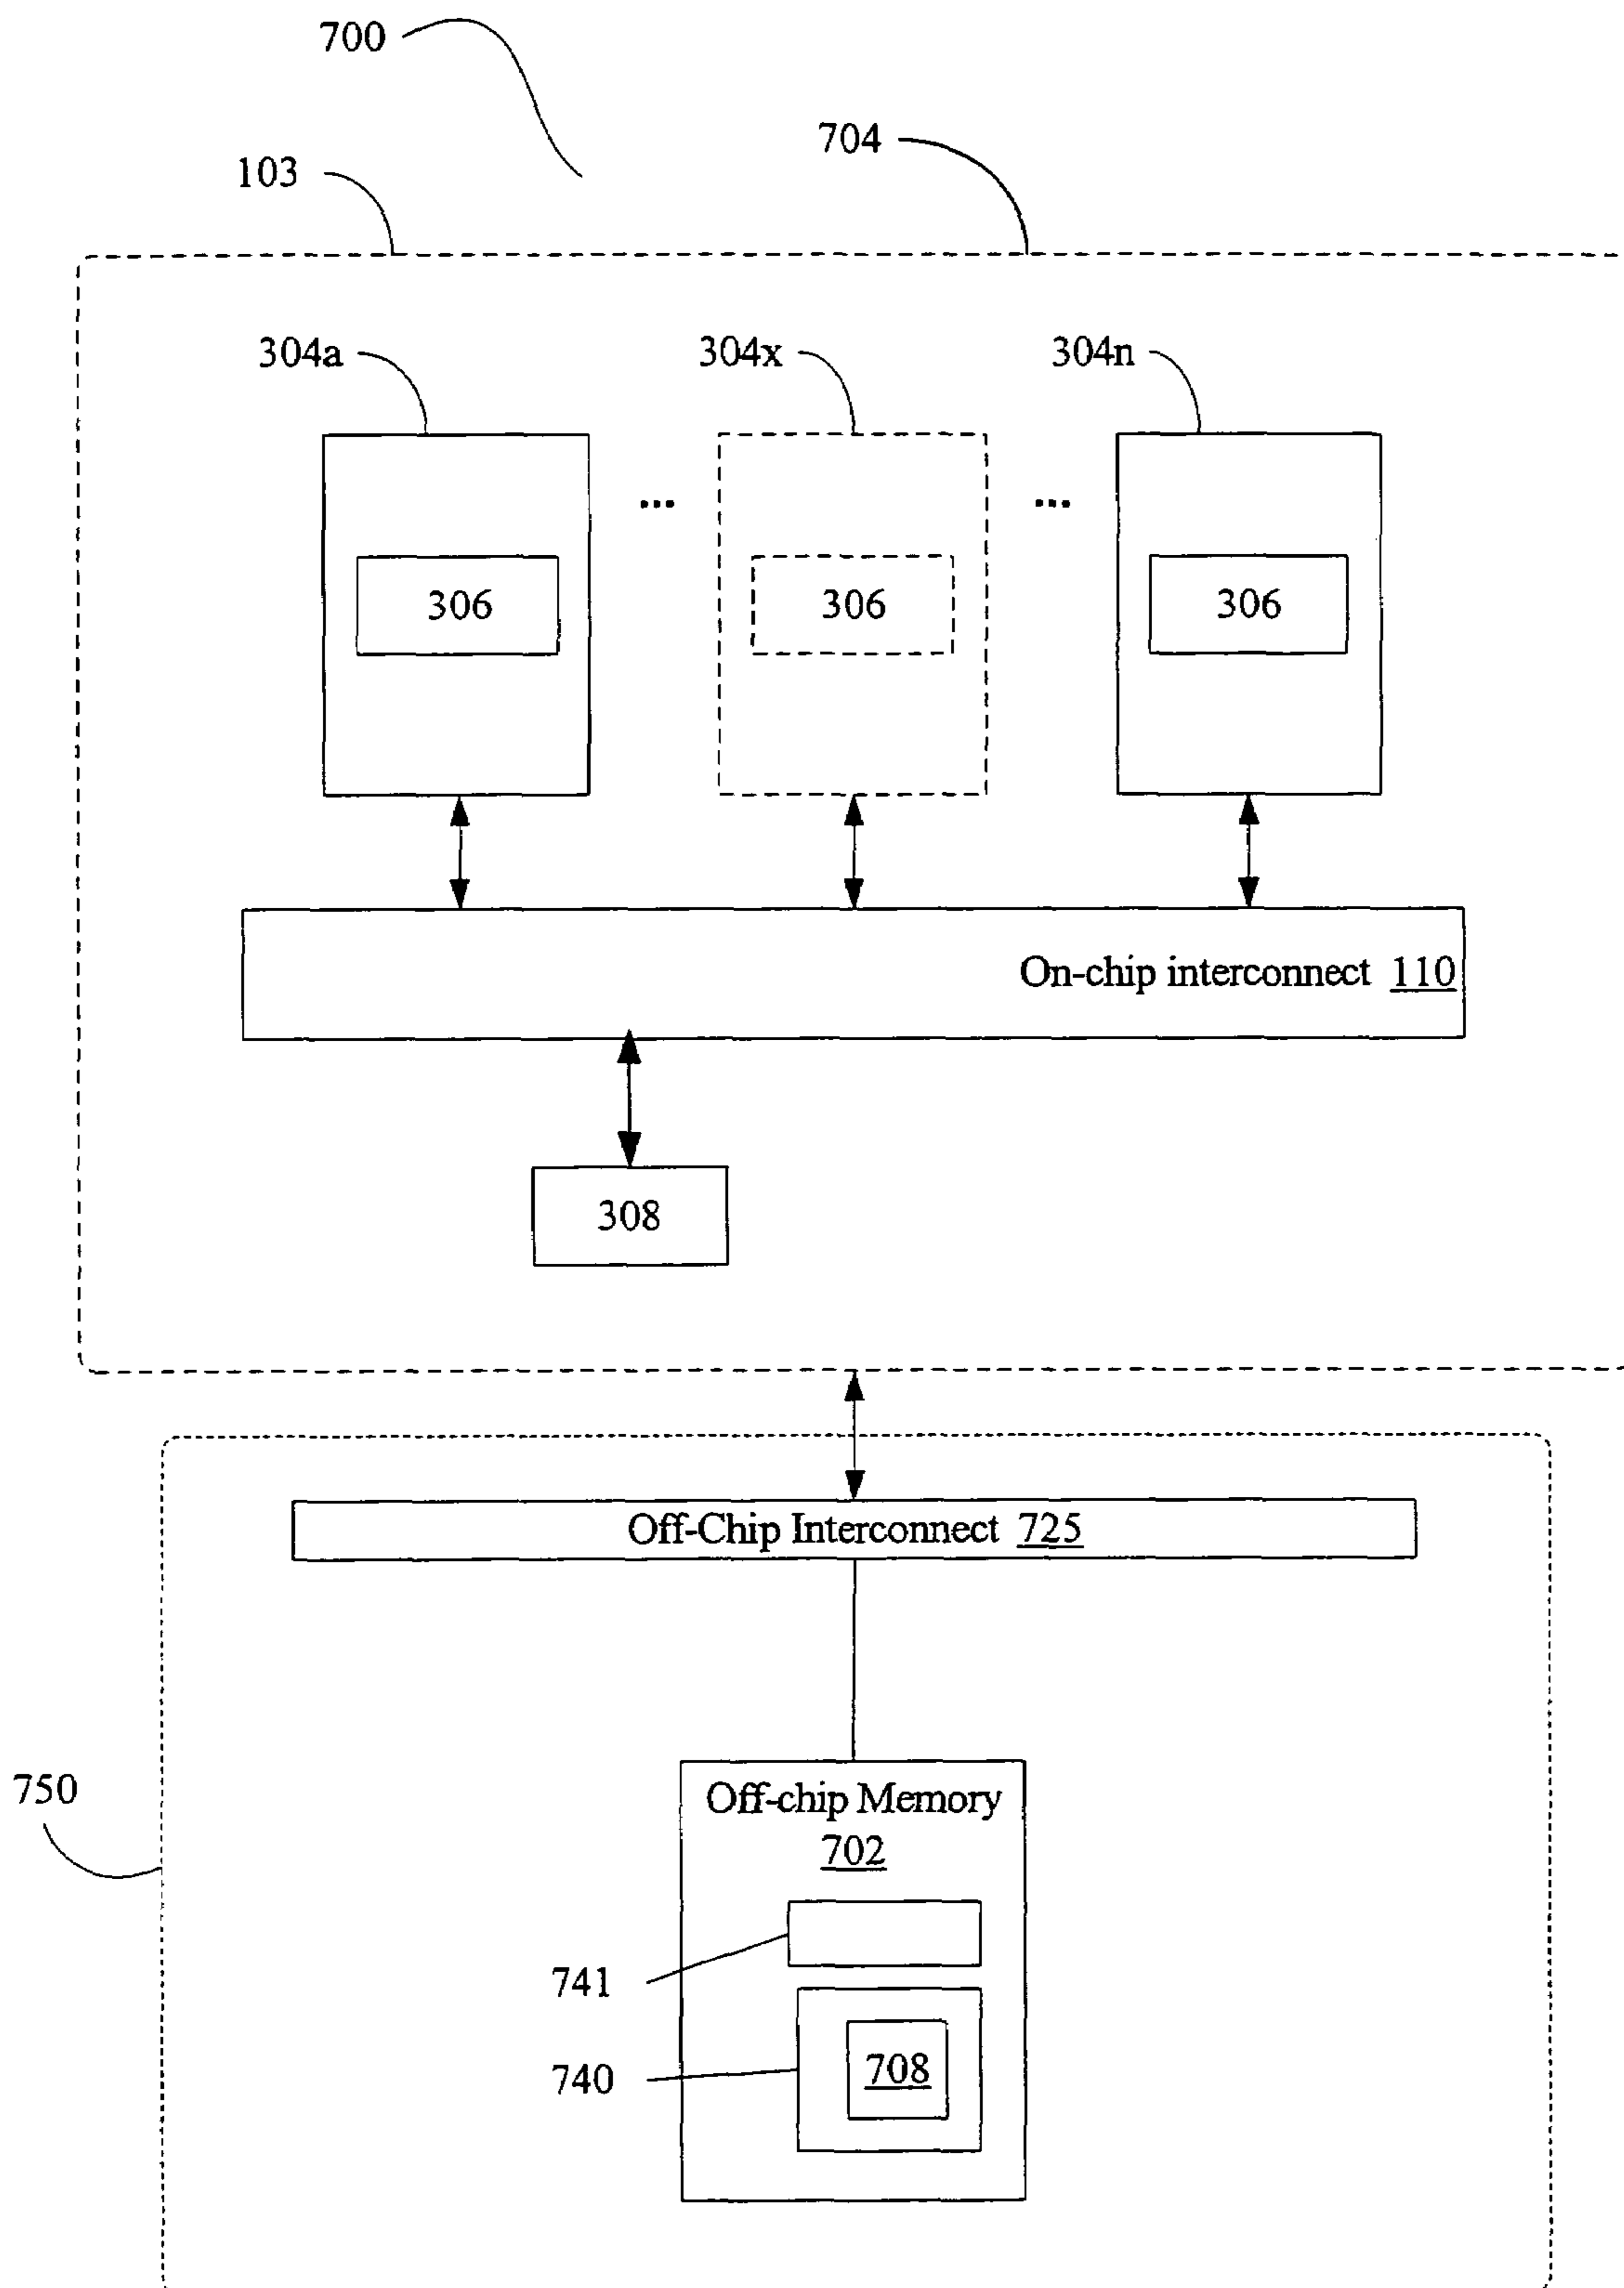 700
704
103
304a
304x
304n
...
...
306
306
306
On-chip interconnect 110
308
Off-Chip Interconnect 725
750
Off-chip Memory
702
741
740
708